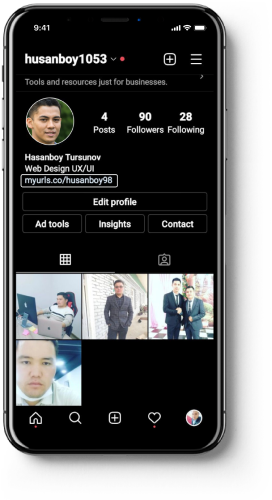 9:41
husanboy1053
Tools and resources just for businesses.
4 90 28
Posts Followers Following
Hasanboy Tursunov
Web Design UX/UI
myurls.co/husanboy98
Edit profile
Ad tools Insights Contact